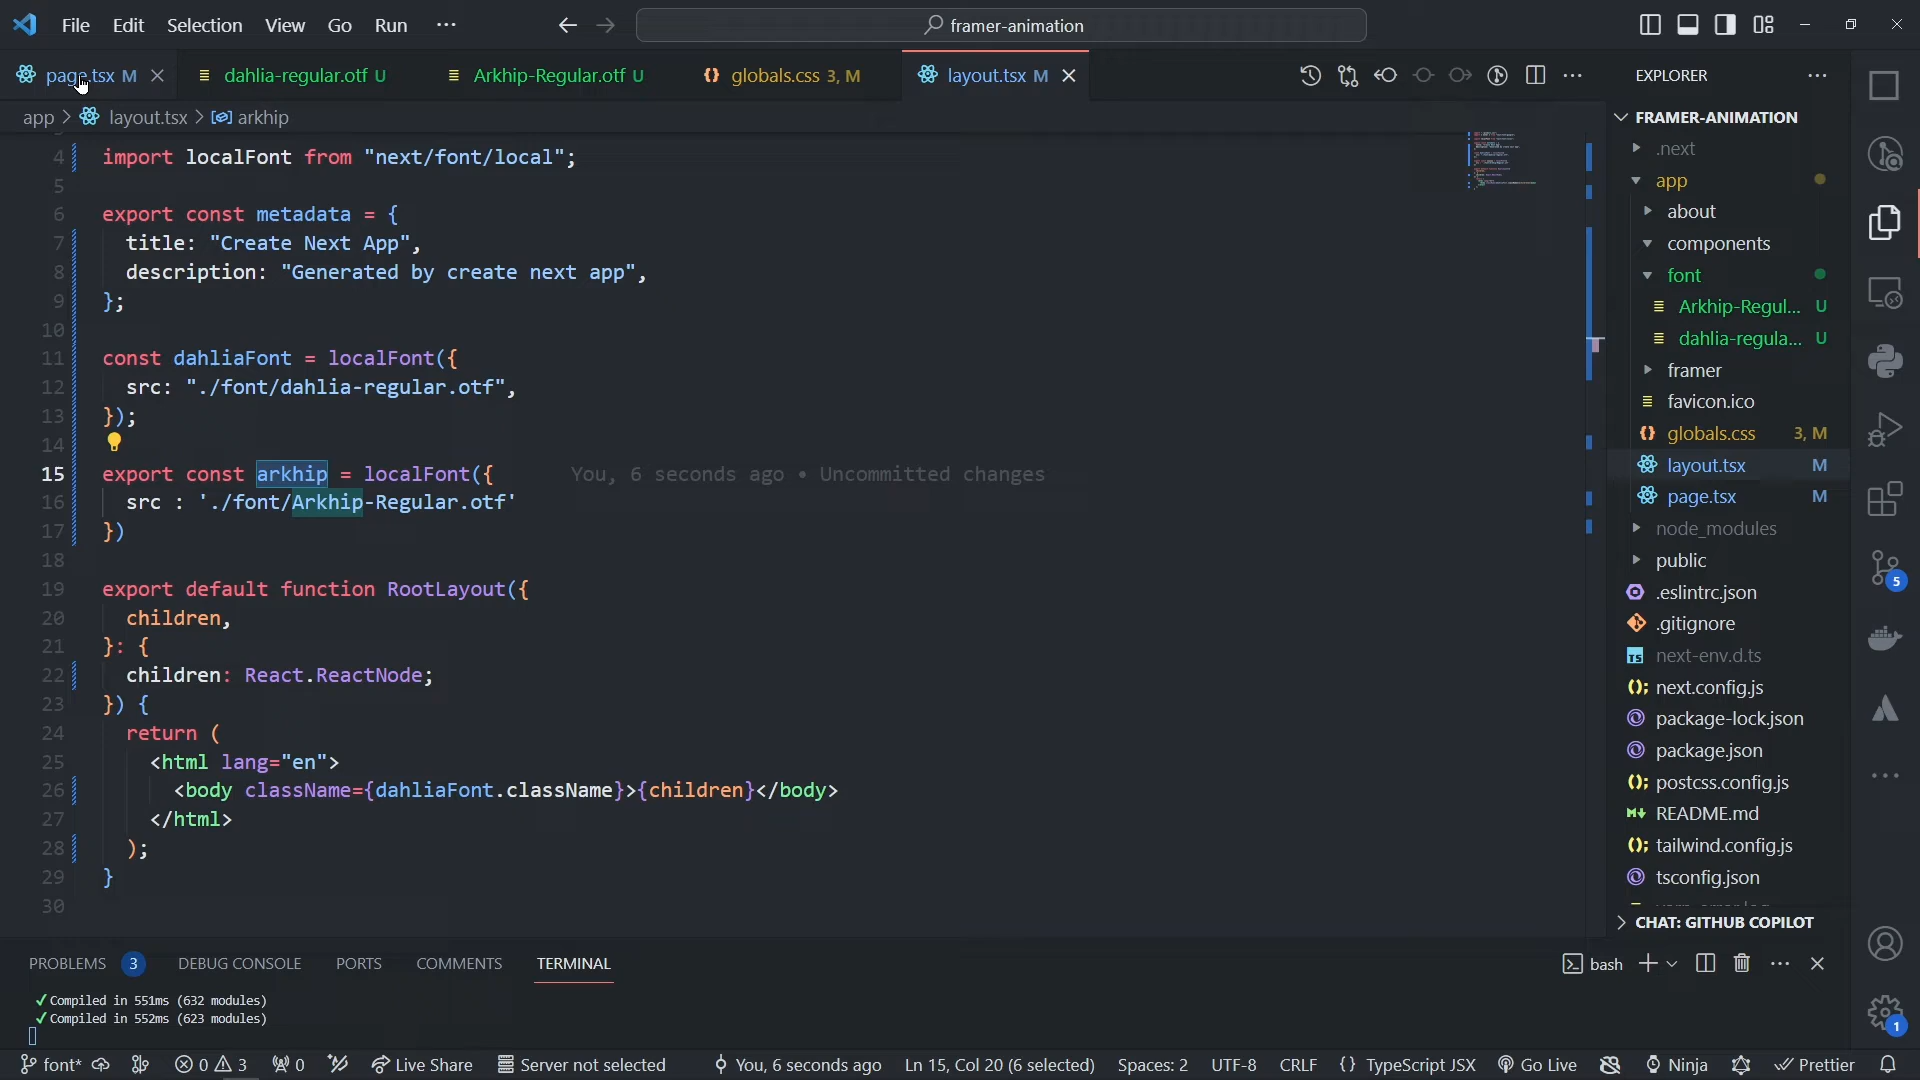 File Edit Selection View Go Run ··· framer-animation
page.tsx M dahlia-regular.otf U Arkhip-Regular.otf U globals.css 3, M layout.tsx M
app > layout.tsx > arkhip
4 import localFont from "next/font/local";
5
6 export const metadata = {
7 title: "Create Next App",
8 description: "Generated by create next app",
9 };
10
11 const dahliaFont = localFont({
12 src: "./font/dahlia-regular.otf",
13 });
14
15 export const arkhip = localFont({ You, 6 seconds ago • Uncommitted changes
16 src : './font/Arkhip-Regular.otf'
17 })
18
19 export default function RootLayout({
20 children,
21 }: {
22 children: React.ReactNode;
23 }) {
24 return (
25 <html lang="en">
26 <body className={dahliaFont.className}>{children}</body>
27 </html>
28 );
29 }
30
EXPLORER ···
FRAMER-ANIMATION
.next
app
about
components
font
Arkhip-Regul... U
dahlia-regula... U
framer
favicon.ico
globals.css 3, M
layout.tsx M
page.tsx M
node_modules
public
.eslintrc.json
.gitignore
next-env.d.ts
next.config.js
package-lock.json
package.json
postcss.config.js
README.md
tailwind.config.js
tsconfig.json
CHAT: GITHUB COPILOT
5
1
PROBLEMS 3 DEBUG CONSOLE PORTS COMMENTS TERMINAL bash
✓ Compiled in 551ms (632 modules)
✓ Compiled in 552ms (623 modules)
font* 0 3 0 Live Share Server not selected You, 6 seconds ago Ln 15, Col 20 (6 selected) Spaces: 2 UTF-8 CRLF {} TypeScript JSX Go Live Ninja Prettier